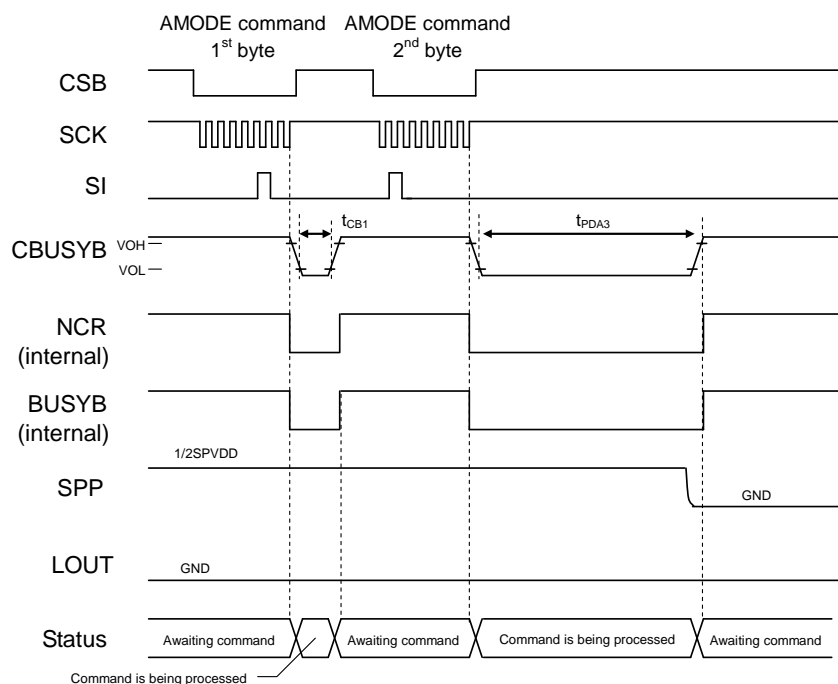 AMODE command
1st byte
AMODE command
2nd byte
CSB
SCK
SI
tCB1
tPDA3
CBUSYB
VOH
VOL
NCR
(internal)
BUSYB
(internal)
1/2SPVDD
SPP
GND
LOUT
GND
Status
Awaiting command
Awaiting command
Command is being processed
Awaiting command
Command is being processed